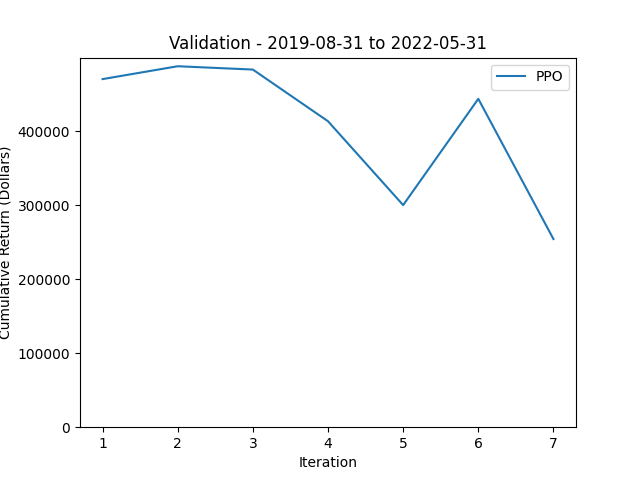 Validation - 2019-08-31 to 2022-05-31
PPO
Cumulative Return (Dollars)
400000
300000
200000
100000
0
1 2 3 4 5 6 7
Iteration